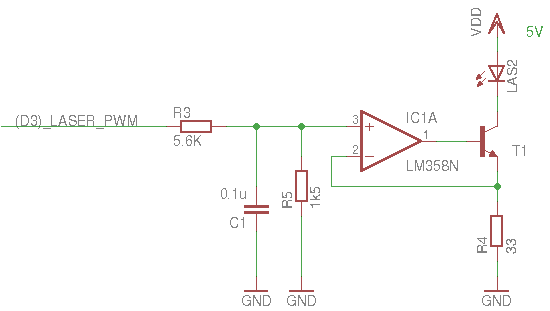 VDD
5V
LAS2
(D3)_LASER_PWM
R3
5.6K
3
+
2
−
1
IC1A
LM358N
T1
0.1u
C1
R5
1k5
R4
33
GND
GND
GND